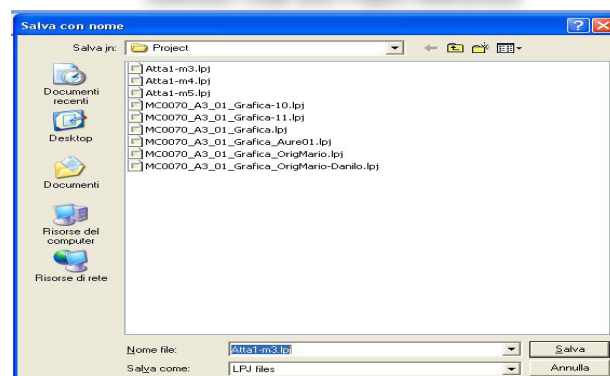 Salva con nome
Salva in:
Project
Documenti recenti
Desktop
Documenti
Risorse del computer
Risorse di rete
Atta1-m3.lpj
Atta1-m4.lpj
Atta1-m5.lpj
MC0070_A3_01_Grafica-10.lpj
MC0070_A3_01_Grafica-11.lpj
MC0070_A3_01_Grafica.lpj
MC0070_A3_01_Grafica_Aure01.lpj
MC0070_A3_01_Grafica_OrigMario.lpj
MC0070_A3_01_Grafica_OrigMario-Danilo.lpj
Nome file:
Atta1-m3.lpj
Salva
Salva come:
LPJ files
Annulla